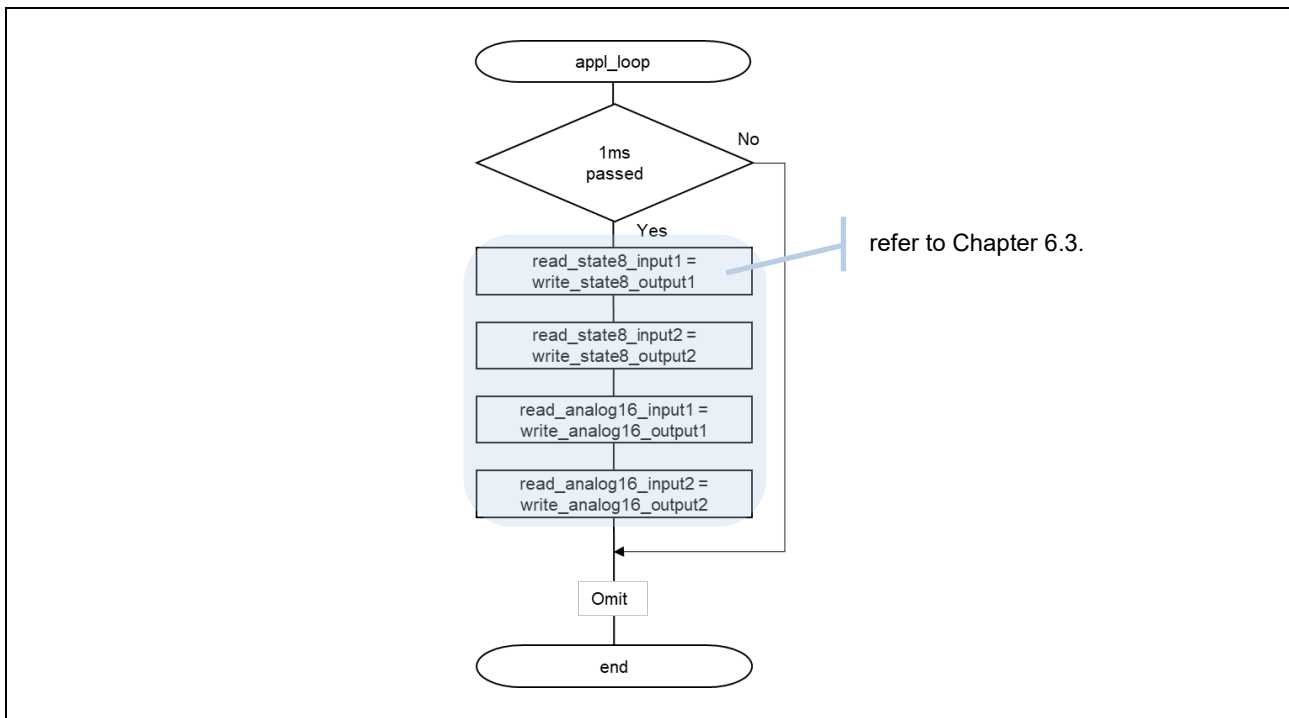 appl_loop
No
1ms
passed
Yes
refer to Chapter 6.3.
read_state8_input1 =
write_state8_output1
read_state8_input2 =
write_state8_output2
read_analog16_input1 =
write_analog16_output1
read_analog16_input2 =
write_analog16_output2
Omit
end